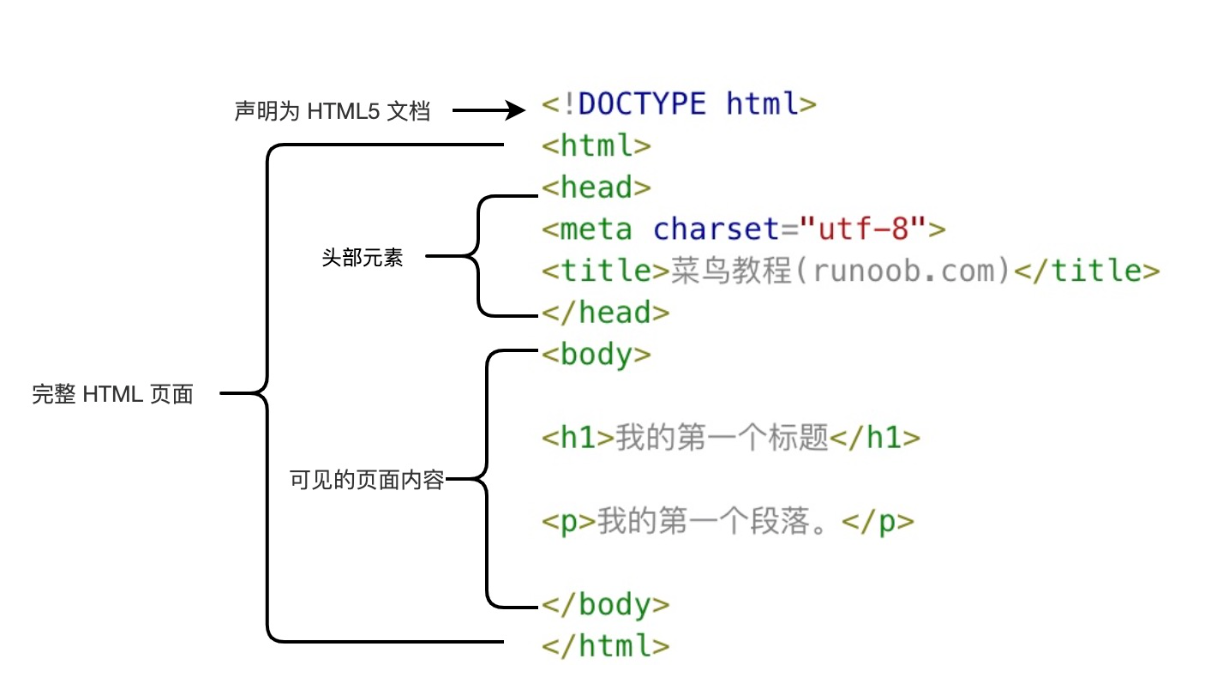 声明为 HTML5 文档
<!DOCTYPE html>
<html>
<head>
<meta charset="utf-8">
头部元素
<title>菜鸟教程(runoob.com)</title>
</head>
<body>
完整 HTML 页面
<h1>我的第一个标题</h1>
可见的页面内容
<p>我的第一个段落。</p>
</body>
</html>